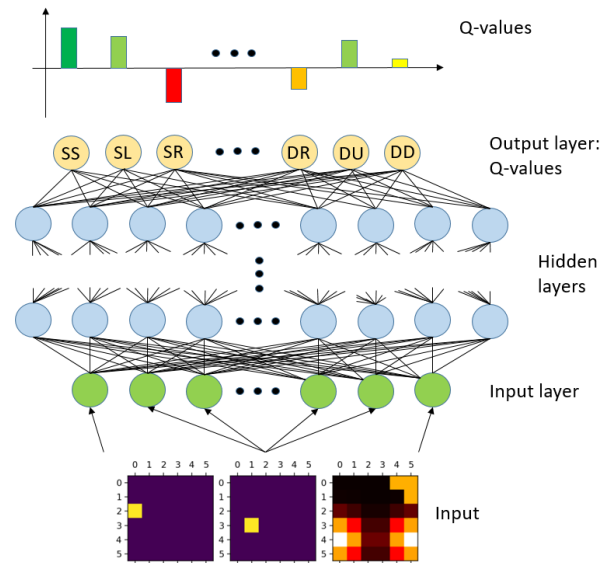 Q-values
SS SL SR DR DU DD
Output layer:
Q-values
Hidden
layers
Input layer
0 1 2 3 4 5 0 1 2 3 4 5 0 1 2 3 4 5
0 0 0
1 1 1
2 2 2
3 3 3
4 4 4
5 5 5
Input